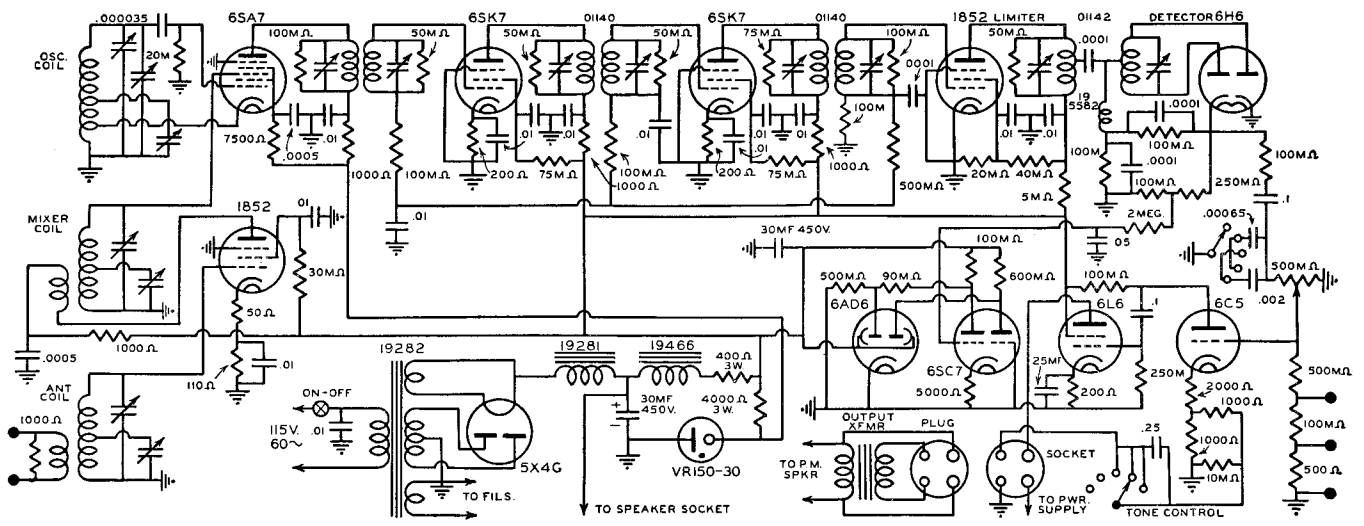 .000035
OSC. COIL
20M
6SA7
100MΩ
7500Ω
.0005
.01
1000Ω
50MΩ
100MΩ
.01
6SK7
200Ω
.01
.01
75MΩ
.01
50MΩ
01140
1000Ω
100MΩ
50MΩ
.01
6SK7
200Ω
.01
.01
75MΩ
.01
75MΩ
01140
1000Ω
100M
100MΩ
.0001
500MΩ
1852 LIMITER
20MΩ
.01
40MΩ
.01
50MΩ
01142
5MΩ
.0001
19 5582
DETECTOR 6H6
.0001
100MΩ
100M
.0001
100MΩ
2 MEG.
.05
100MΩ
250MΩ
.1
.00065
.002
500MΩ
MIXER COIL
1852
.01
30MΩ
50Ω
110Ω
.01
1000Ω
.0005
ANT COIL
1000Ω
ON-OFF
115V. 60~
.01
19282
5X4G
TO FILS.
19281
19466
30MF 450V.
400Ω 3W.
4000Ω 3W.
VR150-30
TO SPEAKER SOCKET
30MF 450V.
500MΩ
90MΩ
6AD6
100MΩ
600MΩ
6SC7
5000Ω
100MΩ
6L6
.1
25MF
200Ω
250M
6C5
2000Ω
1000Ω
1000Ω
10MΩ
500MΩ
100MΩ
500Ω
OUTPUT XFMR
PLUG
TO P.M. SPKR
SOCKET
TO PWR. SUPPLY
.25
TONE CONTROL